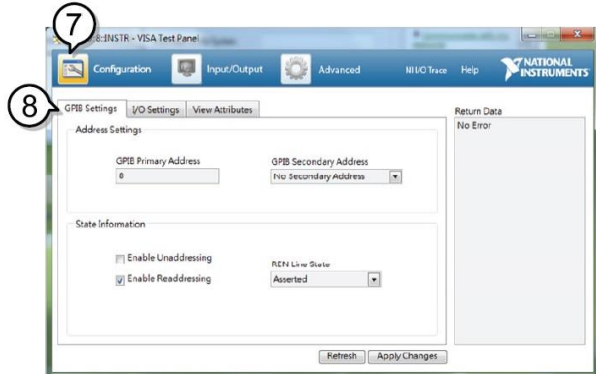 7
8::INSTR - VISA Test Panel
Configuration Input/Output Advanced NI I/O Trace Help NATIONAL INSTRUMENTS
8
GPIB Settings I/O Settings View Attributes
Return Data
Address Settings
No Error
GPIB Primary Address GPIB Secondary Address
0 No Secondary Address
State Information
Enable Unaddressing
REN Line State
Enable Readdressing
Asserted
Refresh Apply Changes